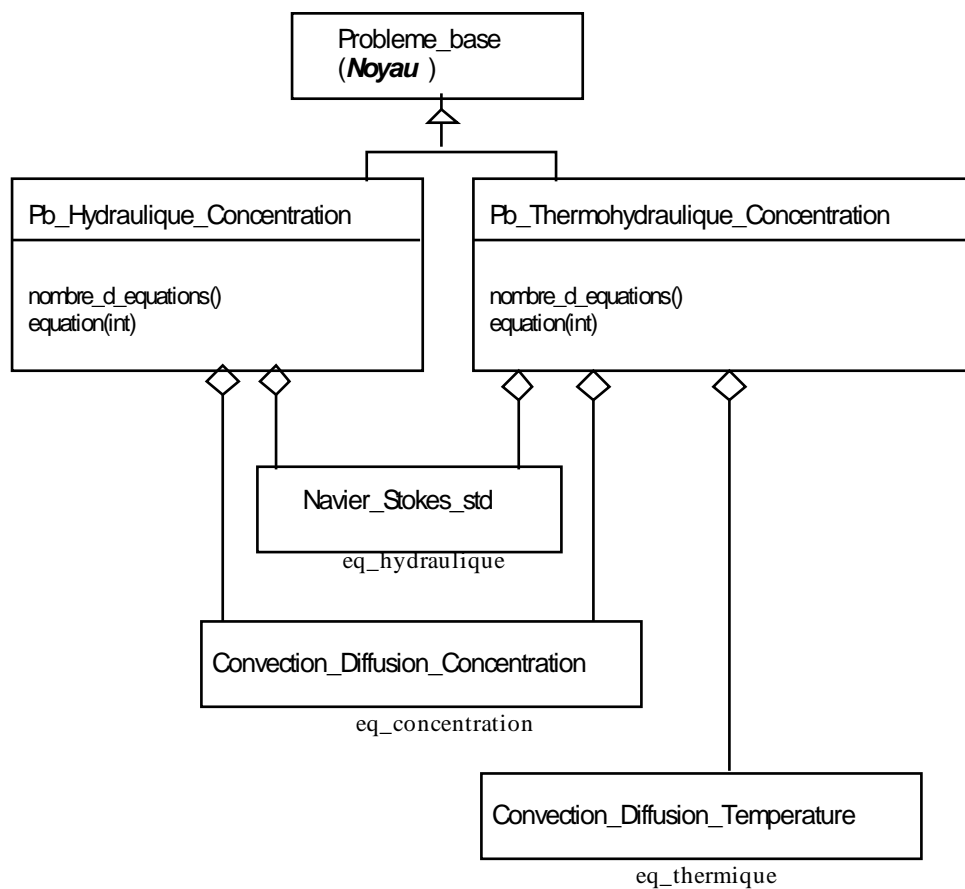 Probleme_base
(Noyau )
Pb_Hydraulique_Concentration
nombre_d_equations()
equation(int)
Pb_Thermohydraulique_Concentration
nombre_d_equations()
equation(int)
Navier_Stokes_std
eq_hydraulique
Convection_Diffusion_Concentration
eq_concentration
Convection_Diffusion_Temperature
eq_thermique